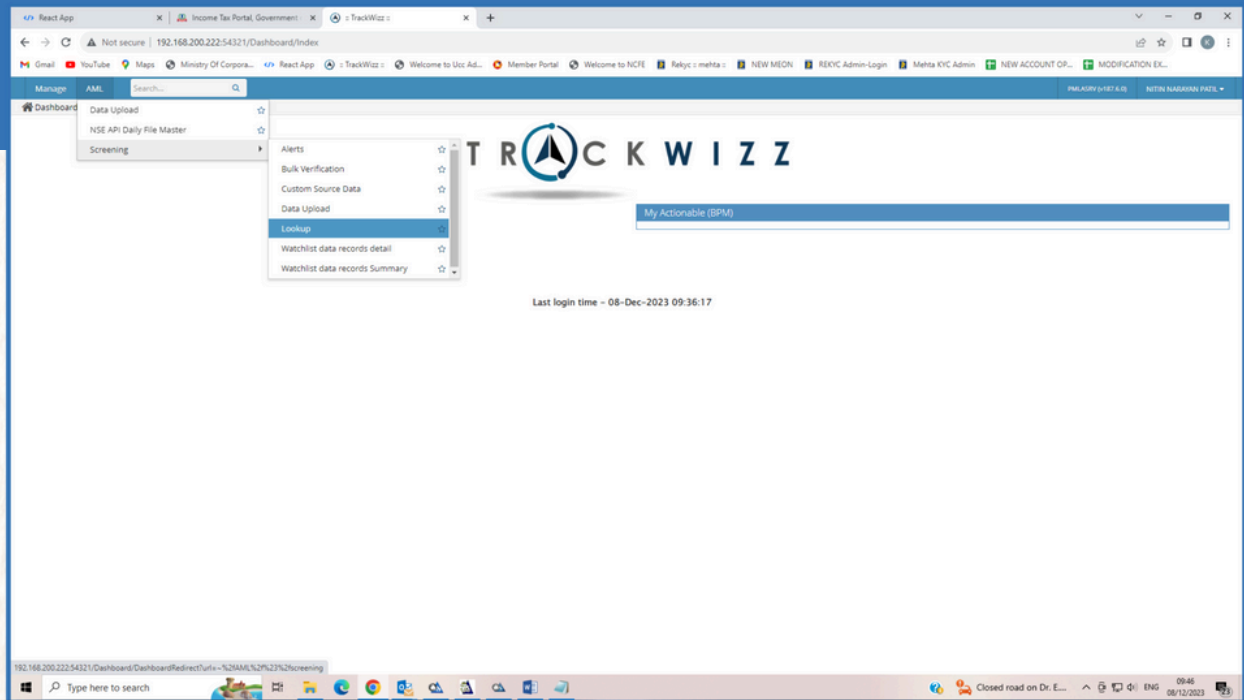 React App
Income Tax Portal, Government
:: TrackWizz ::
Not secure | 192.168.200.222:54321/Dashboard/Index
Gmail YouTube Maps Ministry Of Corpora... React App :: TrackWizz :: Welcome to Ucc Ad... Member Portal Welcome to NCFE Rekyc :: mehta :: NEW MEON REKYC Admin-Login Mehta KYC Admin NEW ACCOUNT OP... MODIFICATION EX...
Manage AML Search... PMLASRV (v187.6.0) NITIN NARAYAN PATIL
Dashboard
Data Upload
NSE API Daily File Master
Screening
Alerts
Bulk Verification
Custom Source Data
Data Upload
Lookup
Watchlist data records detail
Watchlist data records Summary
TRACKWIZZ
My Actionable (BPM)
Last login time - 08-Dec-2023 09:36:17
192.168.200.222:54321/Dashboard/DashboardRedirect?url=~%2fAML%2f%23%2fscreening
Type here to search
Closed road on Dr. E...
ENG
09:46
08/12/2023
23